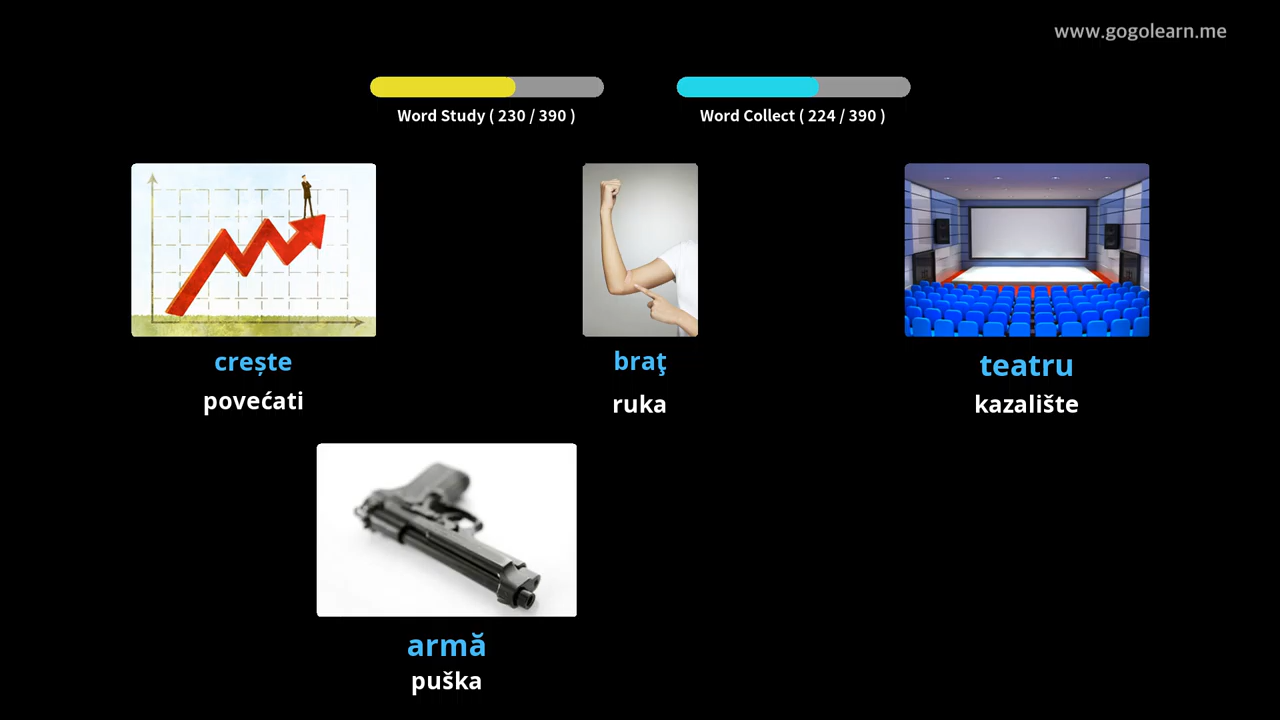 www.gogolearn.me
Word Study ( 230 / 390 )
Word Collect ( 224 / 390 )
crește
povećati
braţ
ruka
teatru
kazalište
armă
puška